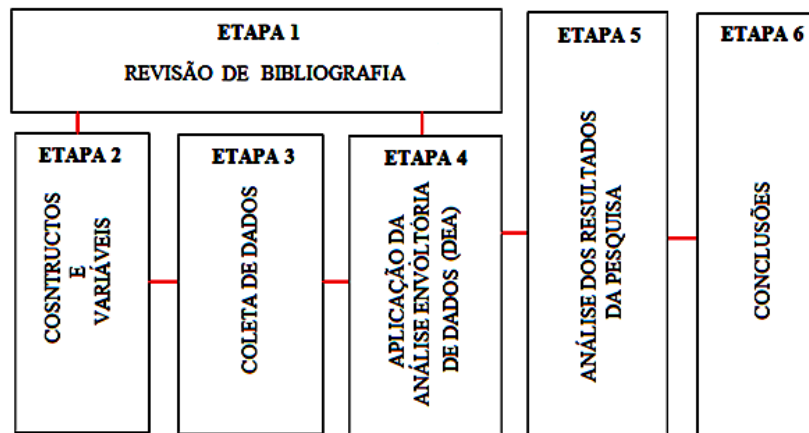 ETAPA 1
REVISÃO DE BIBLIOGRAFIA
ETAPA 2
COSNTRUCTOS
E
VARIÁVEIS
ETAPA 3
COLETA DE DADOS
ETAPA 4
APLICAÇÃO DA
ANÁLISE ENVOLTÓRIA
DE DADOS (DEA)
ETAPA 5
ANÁLISE DOS RESULTADOS
DA PESQUISA
ETAPA 6
CONCLUSÕES